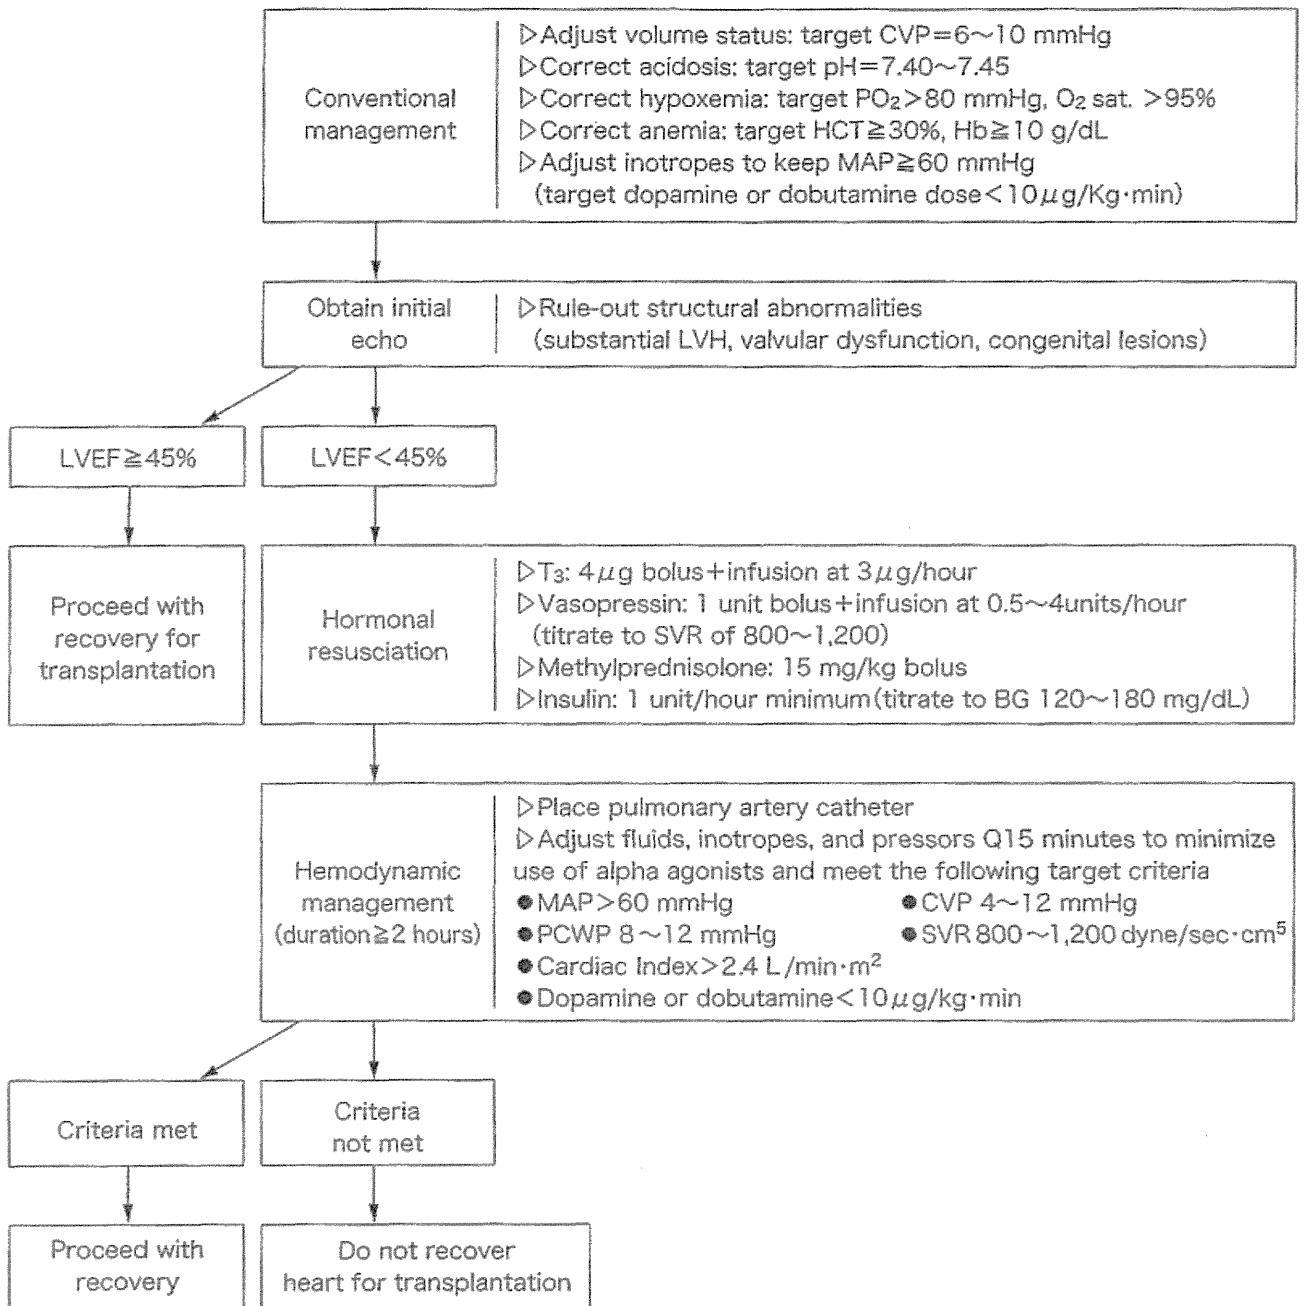 Conventional
management
▷Adjust volume status: target CVP=6~10 mmHg
▷Correct acidosis: target pH=7.40~7.45
▷Correct hypoxemia: target PO₂>80 mmHg, O₂ sat. >95%
▷Correct anemia: target HCT≧30%, Hb≧10 g/dL
▷Adjust inotropes to keep MAP≧60 mmHg
(target dopamine or dobutamine dose<10μg/Kg·min)
Obtain initial
echo
▷Rule-out structural abnormalities
(substantial LVH, valvular dysfunction, congenital lesions)
LVEF≧45%
LVEF<45%
Proceed with
recovery for
transplantation
Hormonal
resusciation
▷T₃: 4μg bolus+infusion at 3μg/hour
▷Vasopressin: 1 unit bolus+infusion at 0.5~4units/hour
(titrate to SVR of 800~1,200)
▷Methylprednisolone: 15 mg/kg bolus
▷Insulin: 1 unit/hour minimum(titrate to BG 120~180 mg/dL)
Hemodynamic
management
(duration≧2 hours)
▷Place pulmonary artery catheter
▷Adjust fluids, inotropes, and pressors Q15 minutes to minimize
use of alpha agonists and meet the following target criteria
●MAP>60 mmHg ●CVP 4~12 mmHg
●PCWP 8~12 mmHg ●SVR 800~1,200 dyne/sec·cm⁵
●Cardiac Index>2.4 L/min·m²
●Dopamine or dobutamine<10μg/kg·min
Criteria met
Criteria
not met
Proceed with
recovery
Do not recover
heart for transplantation